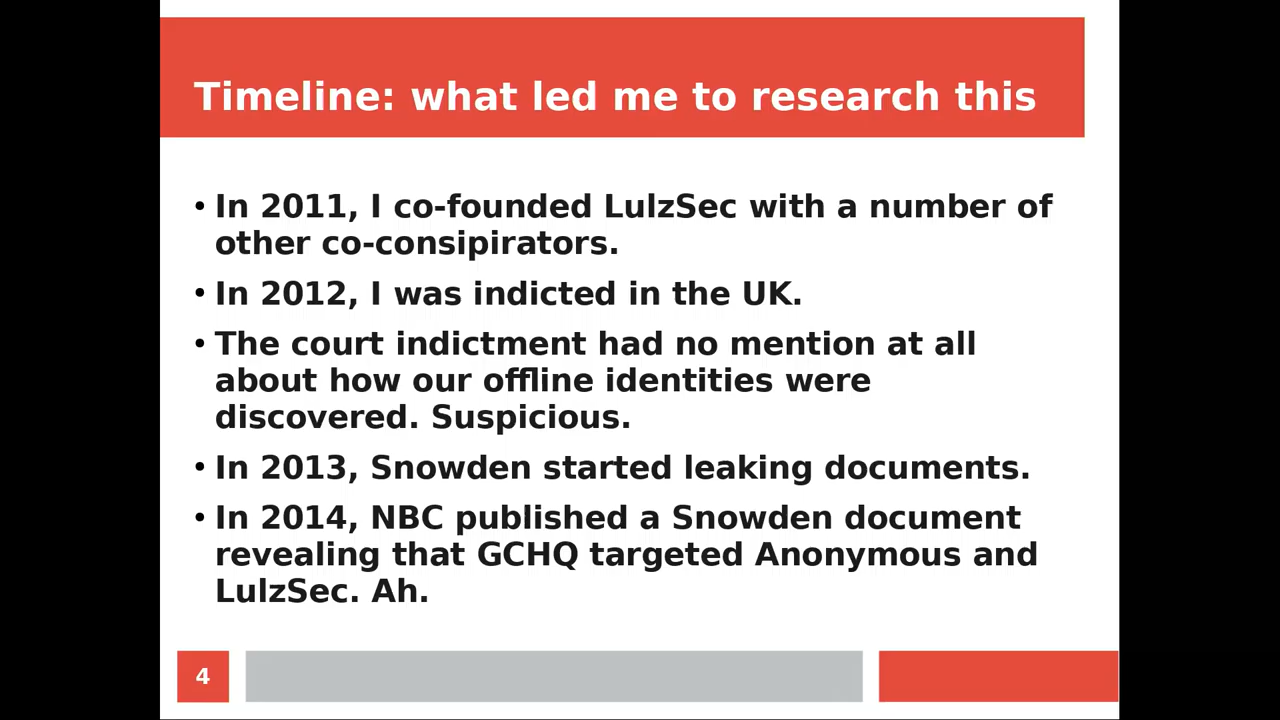 Timeline: what led me to research this
• In 2011, I co-founded LulzSec with a number of
other co-consipirators.
• In 2012, I was indicted in the UK.
• The court indictment had no mention at all
about how our offline identities were
discovered. Suspicious.
• In 2013, Snowden started leaking documents.
• In 2014, NBC published a Snowden document
revealing that GCHQ targeted Anonymous and
LulzSec. Ah.
4